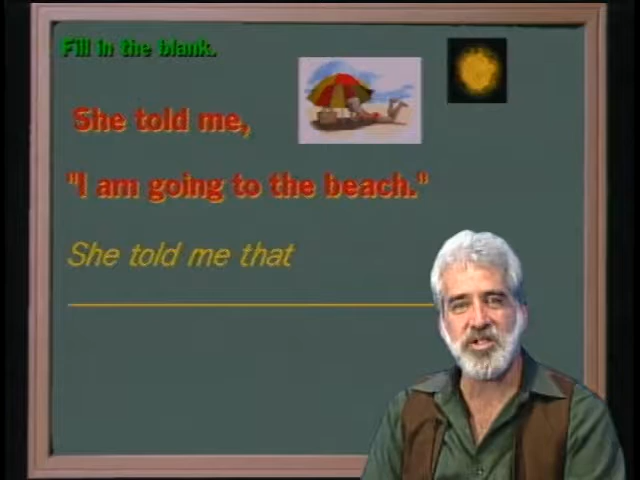 Fill in the blank.
She told me,
"I am going to the beach."
She told me that